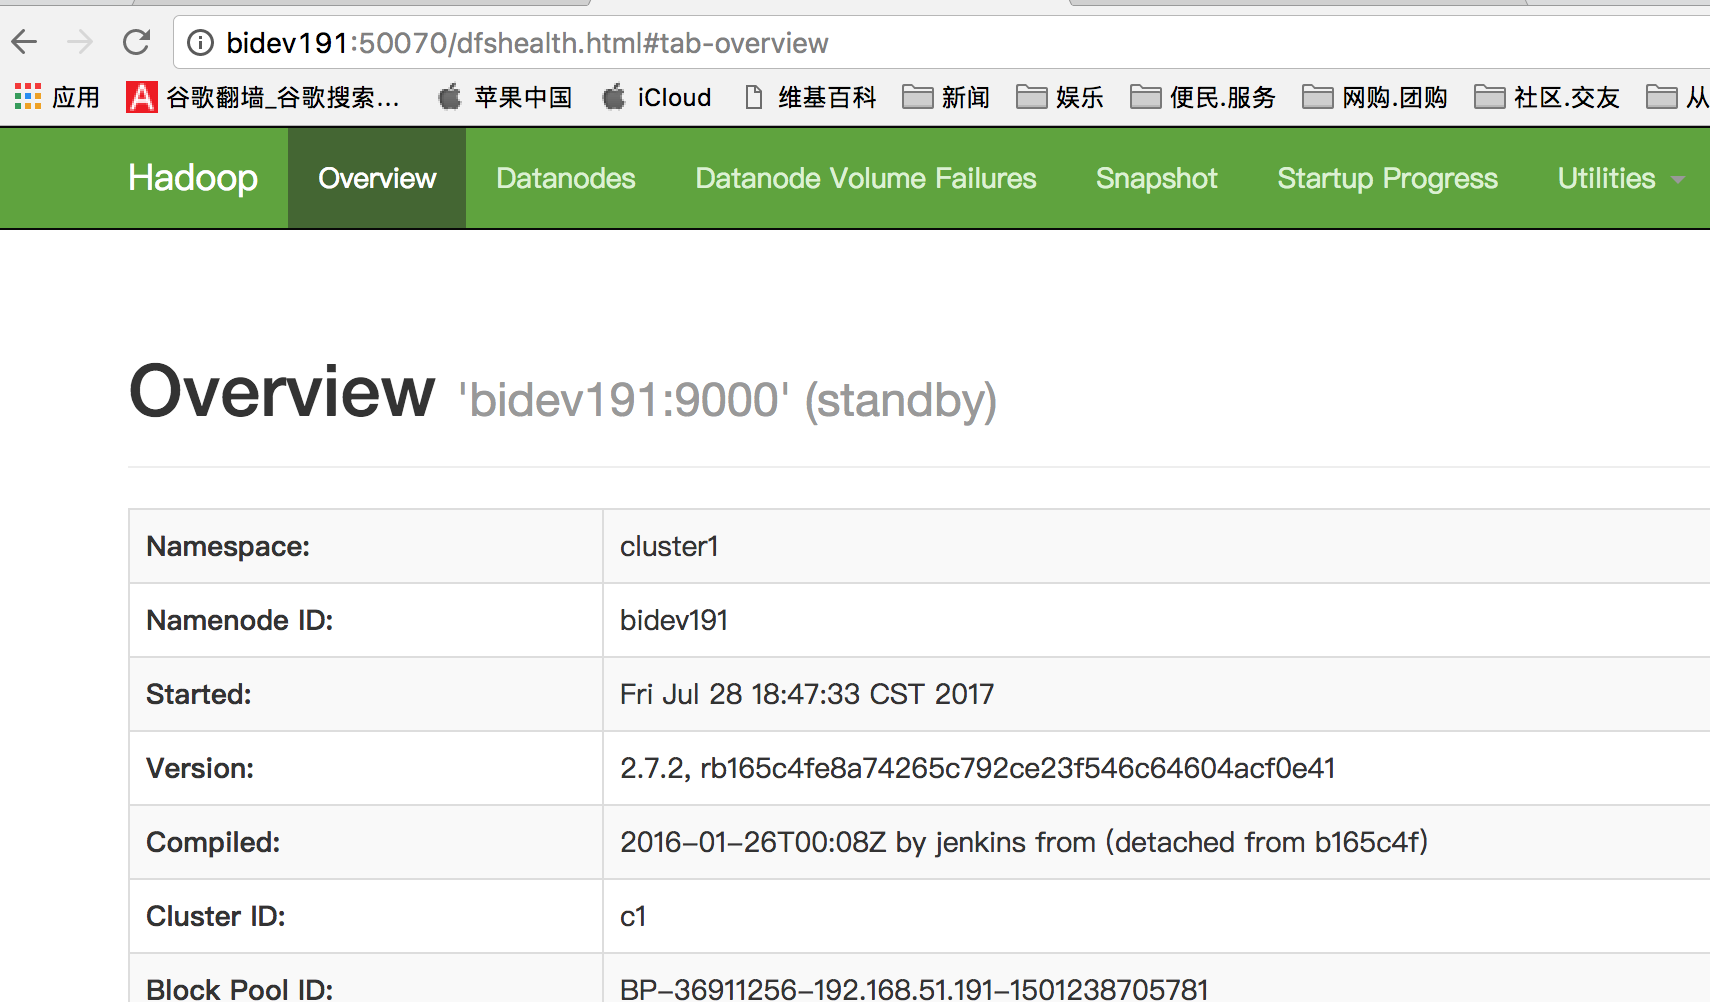 bidev191:50070/dfshealth.html#tab-overview
应用 谷歌翻墙_谷歌搜索... 苹果中国 iCloud 维基百科 新闻 娱乐 便民.服务 网购.团购 社区.交友 从
Hadoop Overview Datanodes Datanode Volume Failures Snapshot Startup Progress Utilities
Overview 'bidev191:9000' (standby)
Namespace: cluster1
Namenode ID: bidev191
Started: Fri Jul 28 18:47:33 CST 2017
Version: 2.7.2, rb165c4fe8a74265c792ce23f546c64604acf0e41
Compiled: 2016-01-26T00:08Z by jenkins from (detached from b165c4f)
Cluster ID: c1
Block Pool ID: BP-36911256-192.168.51.191-1501238705781